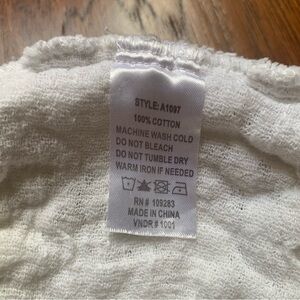 STYLE: A1097
100% COTTON
MACHINE WASH COLD
DO NOT BLEACH
DO NOT TUMBLE DRY
WARM IRON IF NEEDED
RN # 109283
MADE IN CHINA
VNDR # 1001